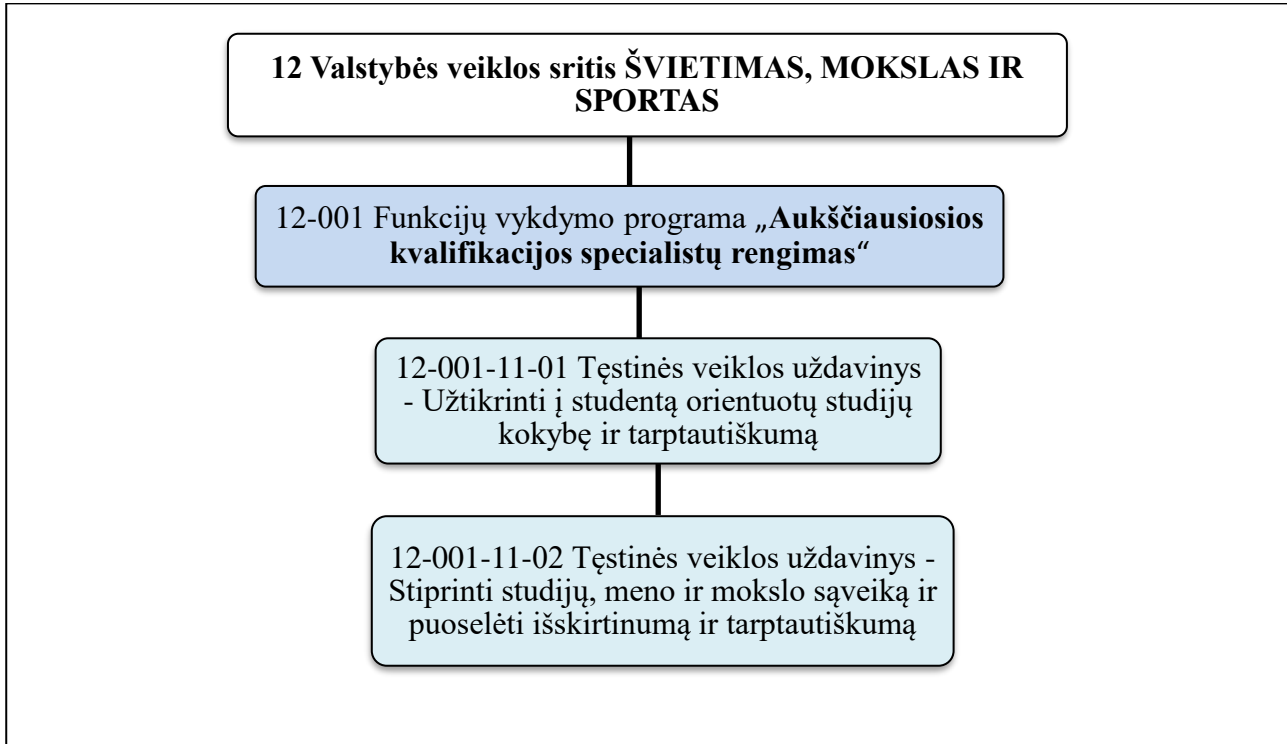 12 Valstybės veiklos sritis ŠVIETIMAS, MOKSLAS IR
SPORTAS
12-001 Funkcijų vykdymo programa „Aukščiausiosios
kvalifikacijos specialistų rengimas“
12-001-11-01 Tęstinės veiklos uždavinys
- Užtikrinti į studentą orientuotų studijų
kokybę ir tarptautiškumą
12-001-11-02 Tęstinės veiklos uždavinys -
Stiprinti studijų, meno ir mokslo sąveiką ir
puoselėti išskirtinumą ir tarptautiškumą